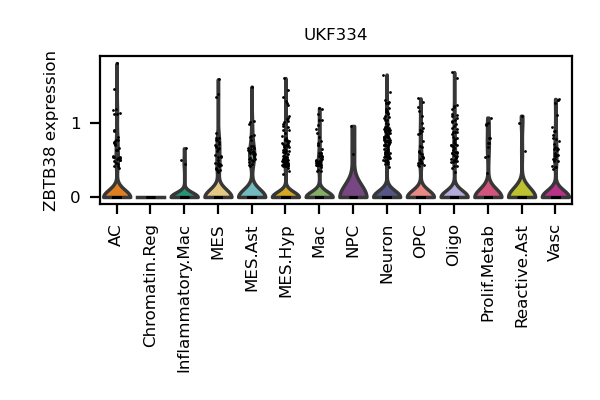 UKF334
ZBTB38 expression
1
0
AC
Chromatin.Reg
Inflammatory.Mac
MES
MES.Ast
MES.Hyp
Mac
NPC
Neuron
OPC
Oligo
Prolif.Metab
Reactive.Ast
Vasc